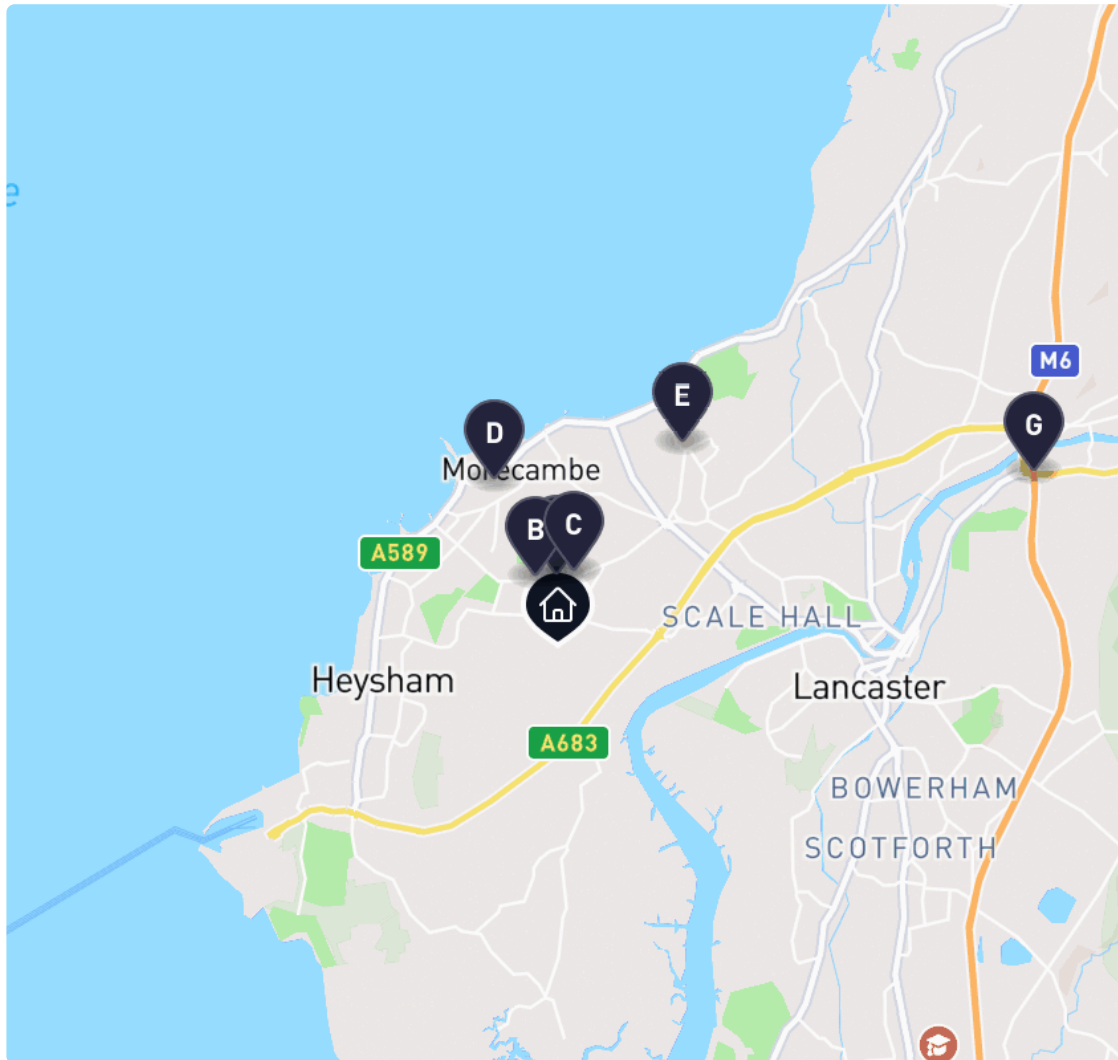 e
M6
E
G
D
Morecambe
B
C
A589
SCALE HALL
Heysham
Lancaster
A683
BOWERHAM
SCOTFORTH